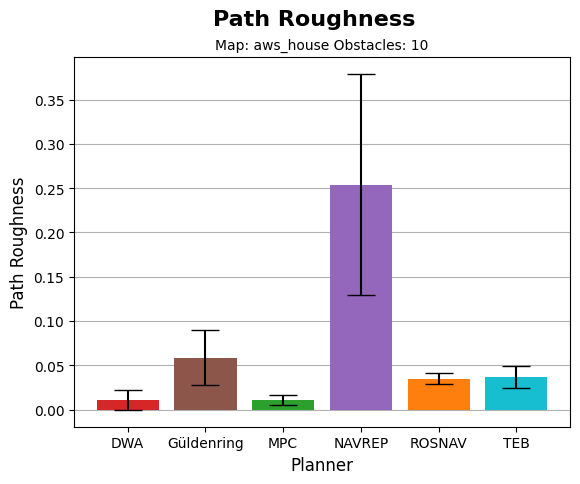 Path Roughness
Map: aws_house Obstacles: 10
Path Roughness
0.35
0.30
0.25
0.20
0.15
0.10
0.05
0.00
DWA Güldenring MPC NAVREP ROSNAV TEB
Planner